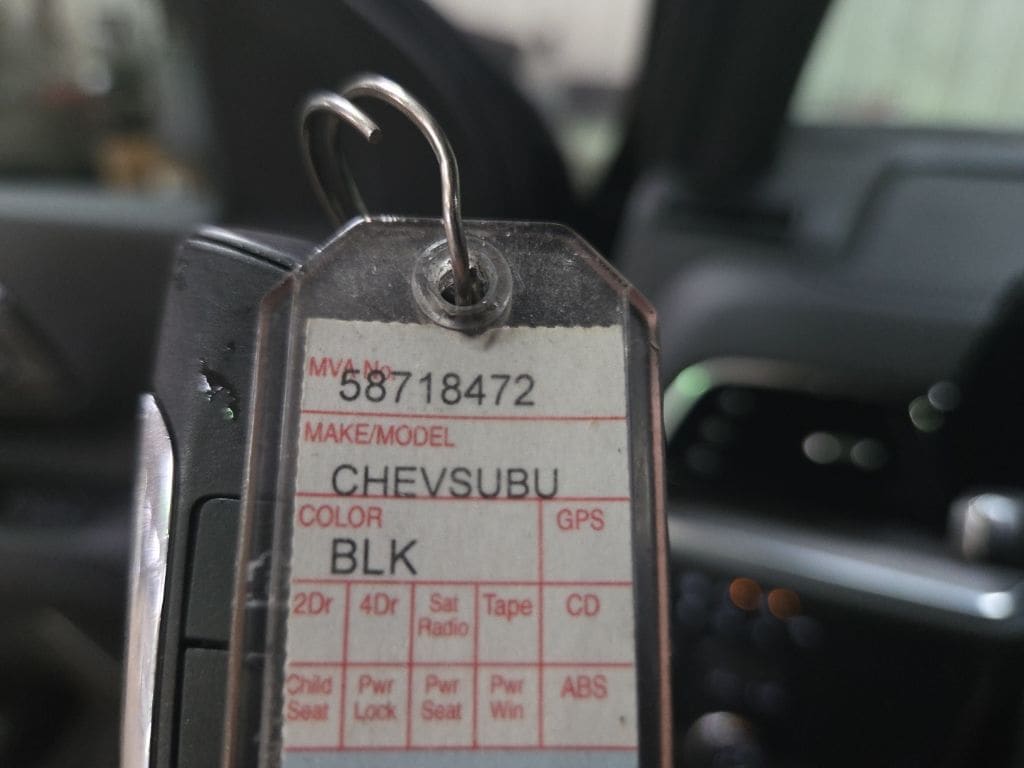 MVA No.
58718472
MAKE/MODEL
CHEVSUBU
COLOR GPS
BLK
2Dr 4Dr Sat Radio Tape CD
Child Seat Pwr Lock Pwr Seat Pwr Win ABS